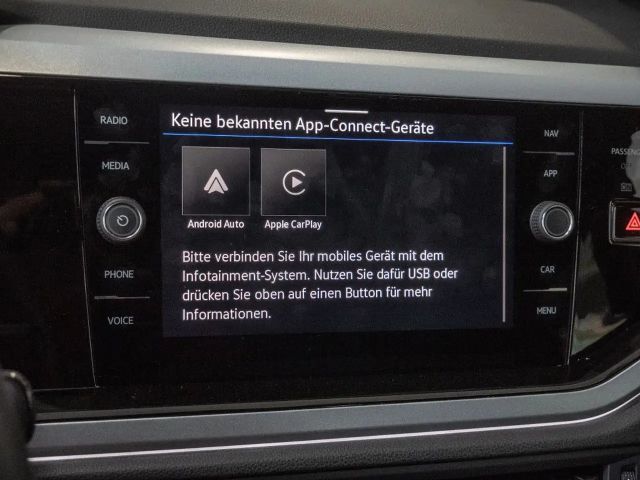 Keine bekannten App-Connect-Geräte
RADIO
MEDIA
PHONE
VOICE
Android Auto
Apple CarPlay
Bitte verbinden Sie Ihr mobiles Gerät mit dem
Infotainment-System. Nutzen Sie dafür USB oder
drücken Sie oben auf einen Button für mehr
Informationen.
NAV
APP
CAR
MENU